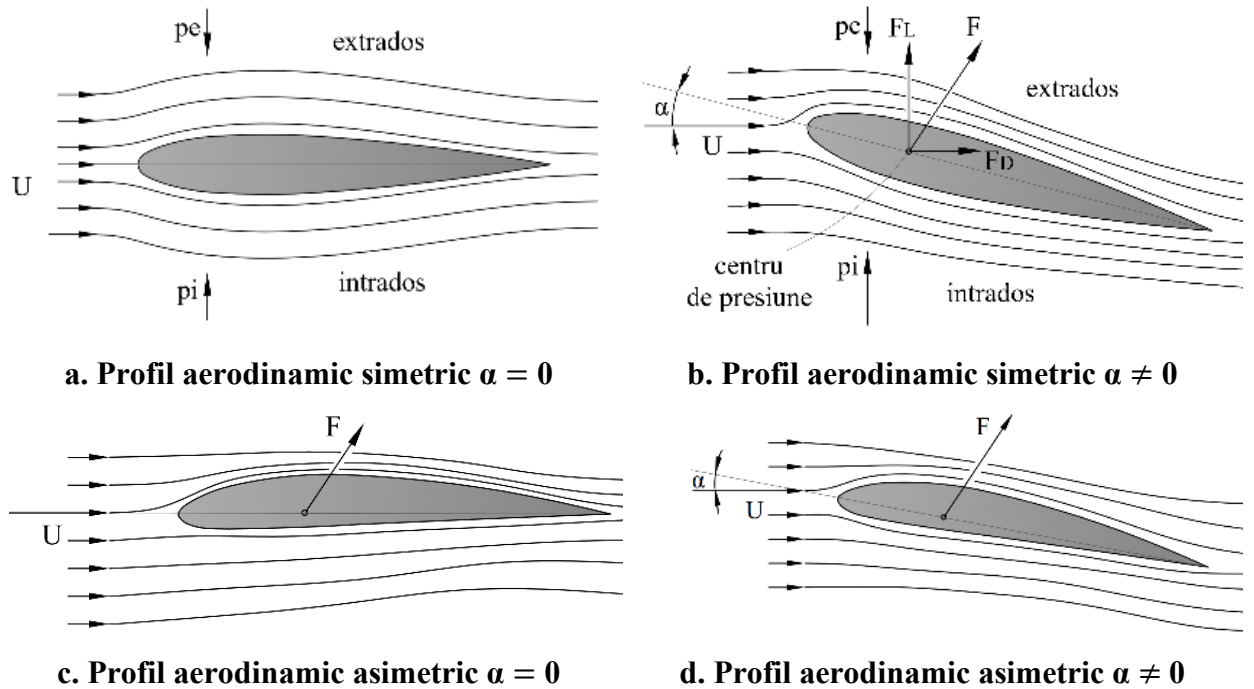 pe
extrados
U
pi
intrados
a. Profil aerodinamic simetric α = 0
pc
FL
F
extrados
α
U
FD
centru
de presiune
pi
intrados
b. Profil aerodinamic simetric α ≠ 0
F
U
c. Profil aerodinamic asimetric α = 0
F
α
U
d. Profil aerodinamic asimetric α ≠ 0